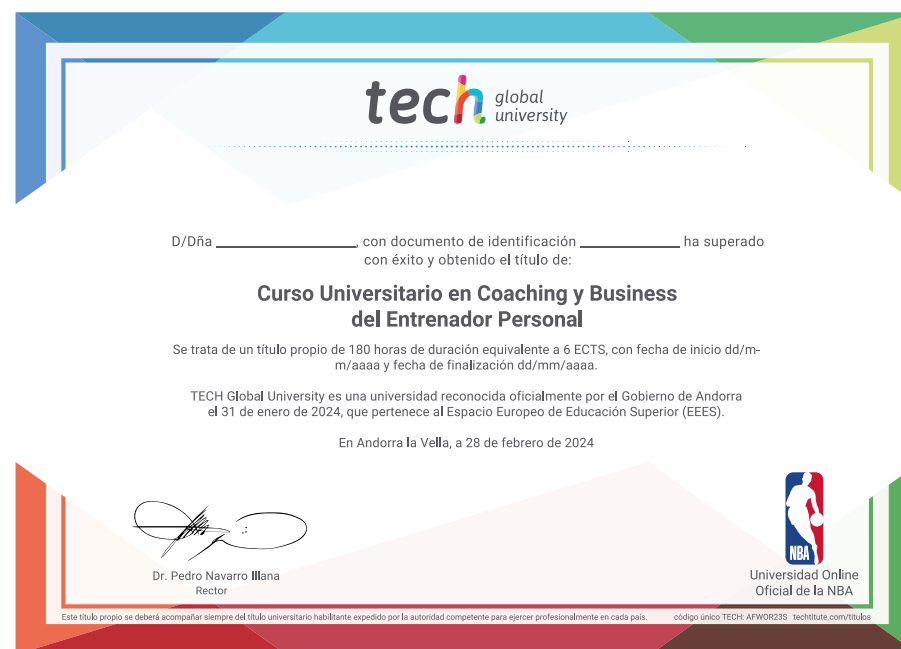 tech global university
D/Dña ____________________, con documento de identificación ______________ ha superado
con éxito y obtenido el título de:
Curso Universitario en Coaching y Business
del Entrenador Personal
Se trata de un título propio de 180 horas de duración equivalente a 6 ECTS, con fecha de inicio dd/m-
m/aaaa y fecha de finalización dd/mm/aaaa.
TECH Global University es una universidad reconocida oficialmente por el Gobierno de Andorra
el 31 de enero de 2024, que pertenece al Espacio Europeo de Educación Superior (EEES).
En Andorra la Vella, a 28 de febrero de 2024
NBA
Dr. Pedro Navarro Illana
Rector
Universidad Online
Oficial de la NBA
Este título propio se deberá acompañar siempre del título universitario habilitante expedido por la autoridad competente para ejercer profesionalmente en cada país. código único TECH: AFWOR23S techtitute.com/titulos